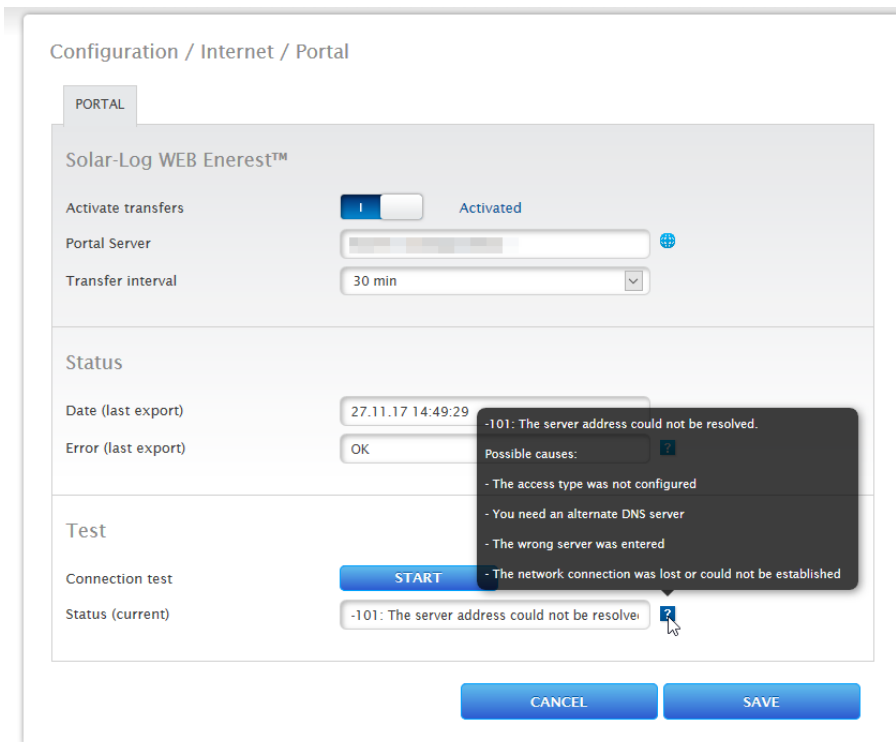 Configuration / Internet / Portal
PORTAL
Solar-Log WEB Enerest™
Activate transfers I Activated
Portal Server
Transfer interval 30 min
Status
Date (last export) 27.11.17 14:49:29
Error (last export) OK ?
-101: The server address could not be resolved.
Possible causes:
- The access type was not configured
- You need an alternate DNS server
- The wrong server was entered
- The network connection was lost or could not be established
Test
Connection test START
Status (current) -101: The server address could not be resolve ?
CANCEL SAVE